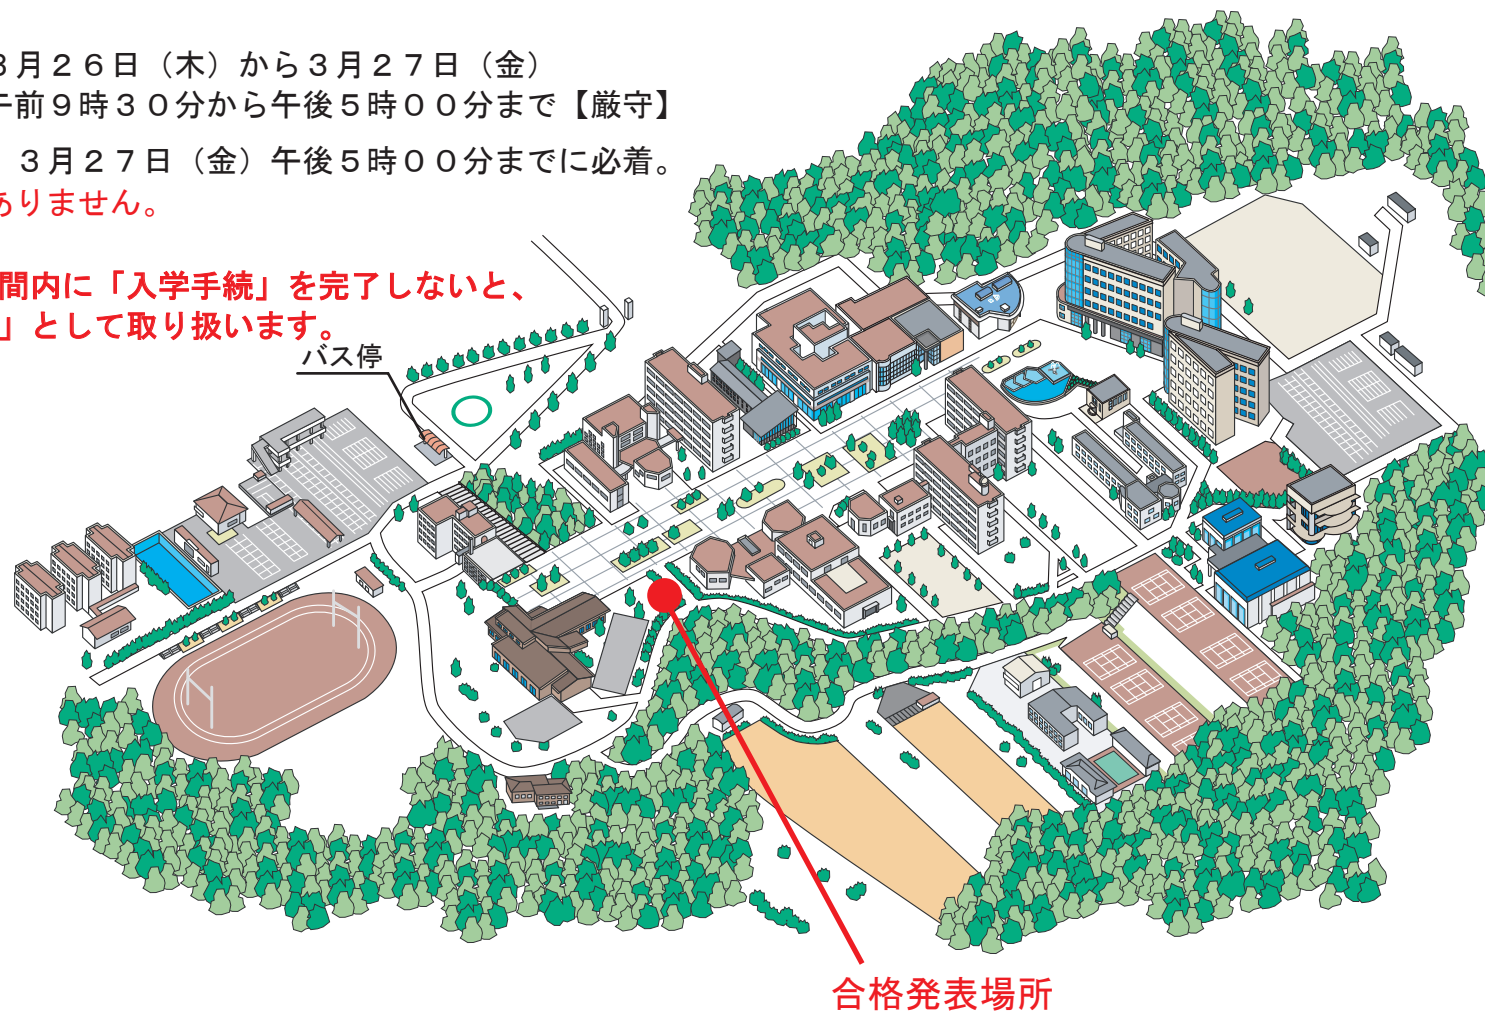 ３月２６日（木）から３月２７日（金）
午前９時３０分から午後５時００分まで【厳守】
３月２７日（金）午後５時００分までに必着。
ありません。
間内に「入学手続」を完了しないと、
」として取り扱います。
バス停
合格発表場所